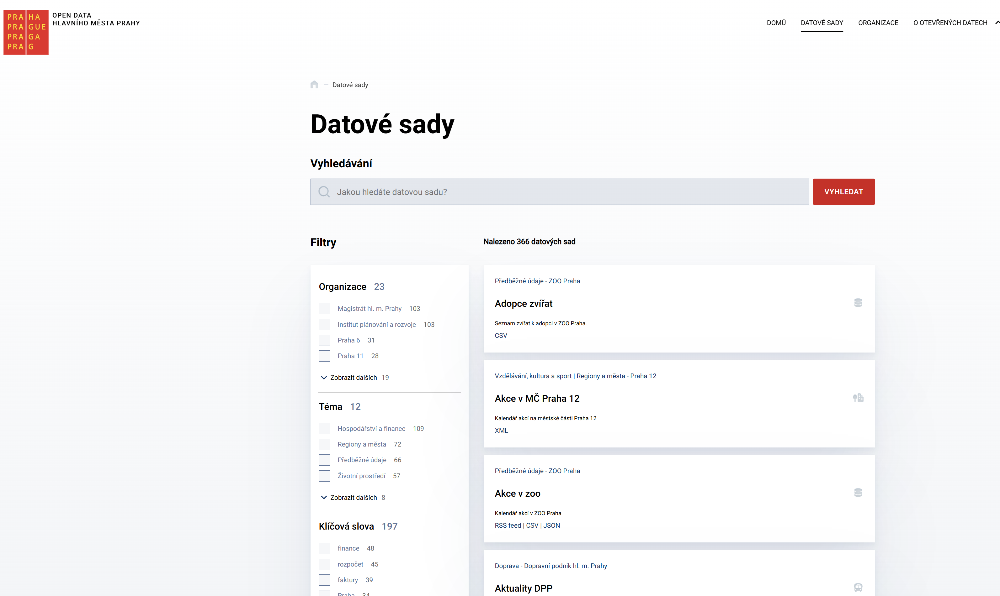 PRA HA
PRA GUE
PRA GA
PRA G
OPEN DATA
HLAVNÍHO MĚSTA PRAHY
DOMŮ DATOVÉ SADY ORGANIZACE O OTEVŘENÝCH DATECH
– Datové sady
Datové sady
Vyhledávání
Jakou hledáte datovou sadu?
VYHLEDAT
Filtry
Organizace 23
Magistrát hl. m. Prahy 103
Institut plánování a rozvoje 103
Praha 6 31
Praha 11 28
Zobrazit dalších 19
Téma 12
Hospodářství a finance 109
Regiony a města 72
Předběžné údaje 66
Životní prostředí 57
Zobrazit dalších 8
Klíčová slova 197
finance 48
rozpočet 45
faktury 39
Praha 34
Nalezeno 366 datových sad
Předběžné údaje - ZOO Praha
Adopce zvířat
Seznam zvířat k adopci v ZOO Praha.
CSV
Vzdělávání, kultura a sport | Regiony a města - Praha 12
Akce v MČ Praha 12
Kalendář akcí na městské části Praha 12
XML
Předběžné údaje - ZOO Praha
Akce v zoo
Kalendář akcí v ZOO Praha
RSS feed | CSV | JSON
Doprava - Dopravní podnik hl. m. Prahy
Aktuality DPP